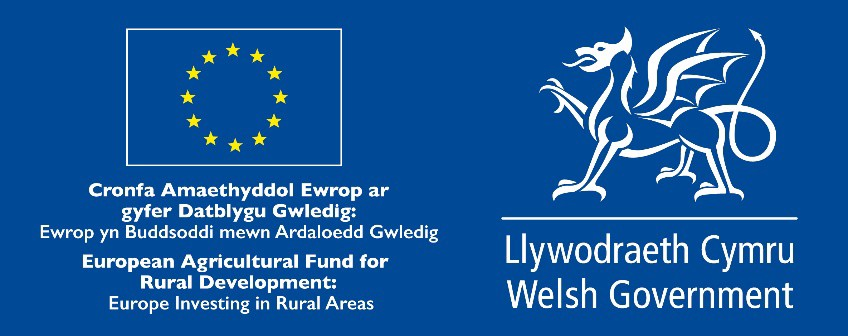 Cronfa Amaethyddol Ewrop ar
gyfer Datblygu Gwledig:
Ewrop yn Buddsoddi mewn Ardaloedd Gwledig
European Agricultural Fund for
Rural Development:
Europe Investing in Rural Areas
Llywodraeth Cymru
Welsh Government